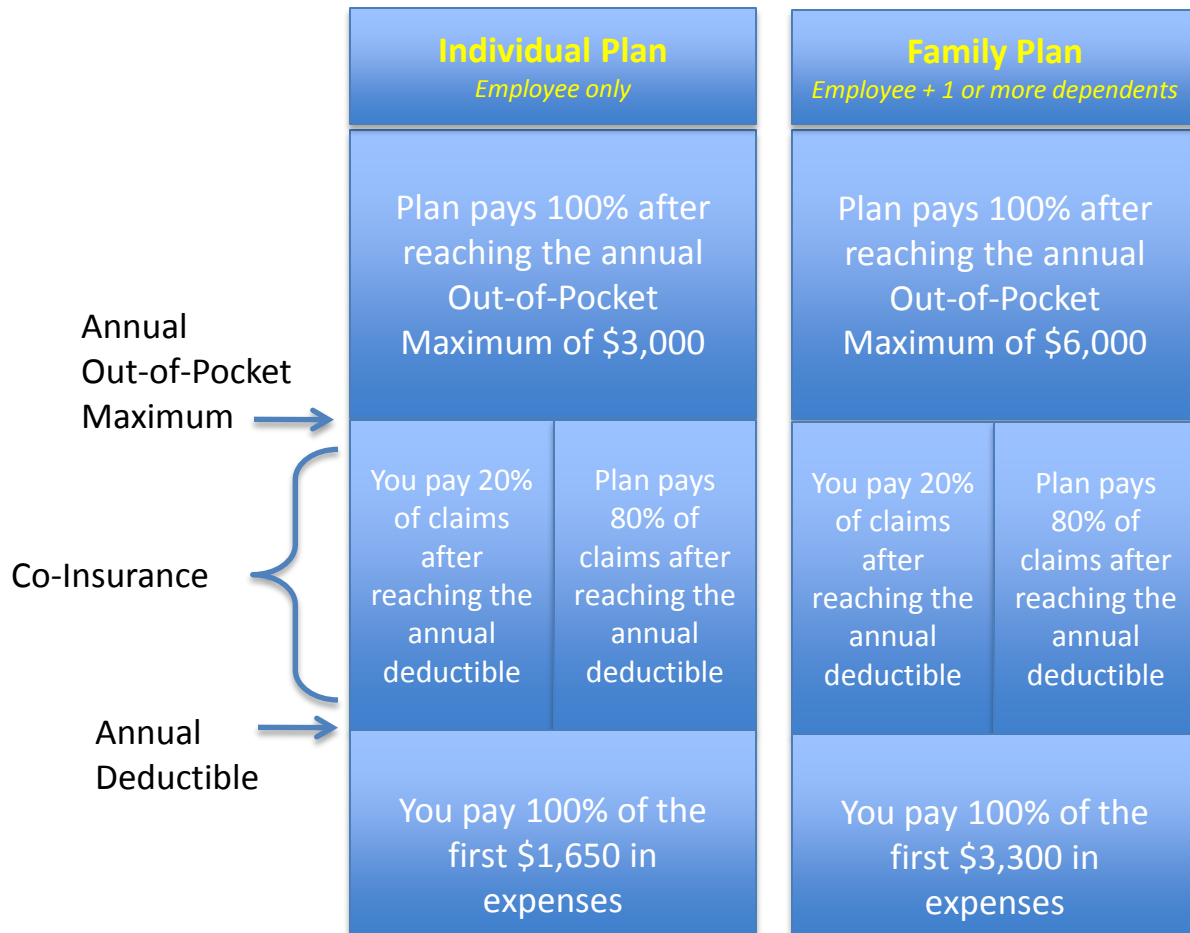 Individual Plan
Employee only
Family Plan
Employee + 1 or more dependents
Plan pays 100% after
reaching the annual
Out-of-Pocket
Maximum of $3,000
Plan pays 100% after
reaching the annual
Out-of-Pocket
Maximum of $6,000
Annual
Out-of-Pocket
Maximum
You pay 20%
of claims
after
reaching the
annual
deductible
Plan pays
80% of
claims after
reaching the
annual
deductible
You pay 20%
of claims
after
reaching the
annual
deductible
Plan pays
80% of
claims after
reaching the
annual
deductible
Co-Insurance
Annual
Deductible
You pay 100% of the
first $1,650 in
expenses
You pay 100% of the
first $3,300 in
expenses